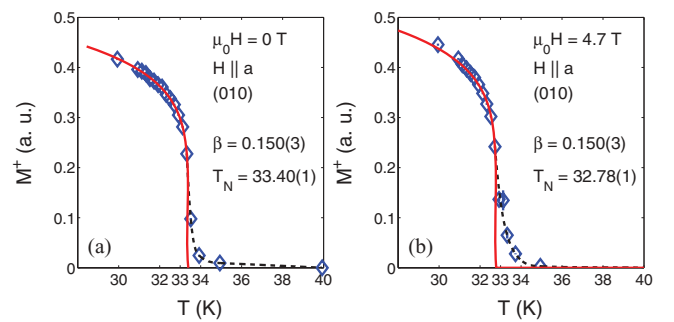 0.5
0.4
0.3
0.2
0.1
0
M⁺ (a. u.)
μ₀H = 0 T
H || a
(010)
β = 0.150(3)
T_N = 33.40(1)
(a)
30 32 33 34 36 38 40
T (K)
0.5
0.4
0.3
0.2
0.1
0
M⁺ (a. u.)
μ₀H = 4.7 T
H || a
(010)
β = 0.150(3)
T_N = 32.78(1)
(b)
30 32 33 34 36 38 40
T (K)